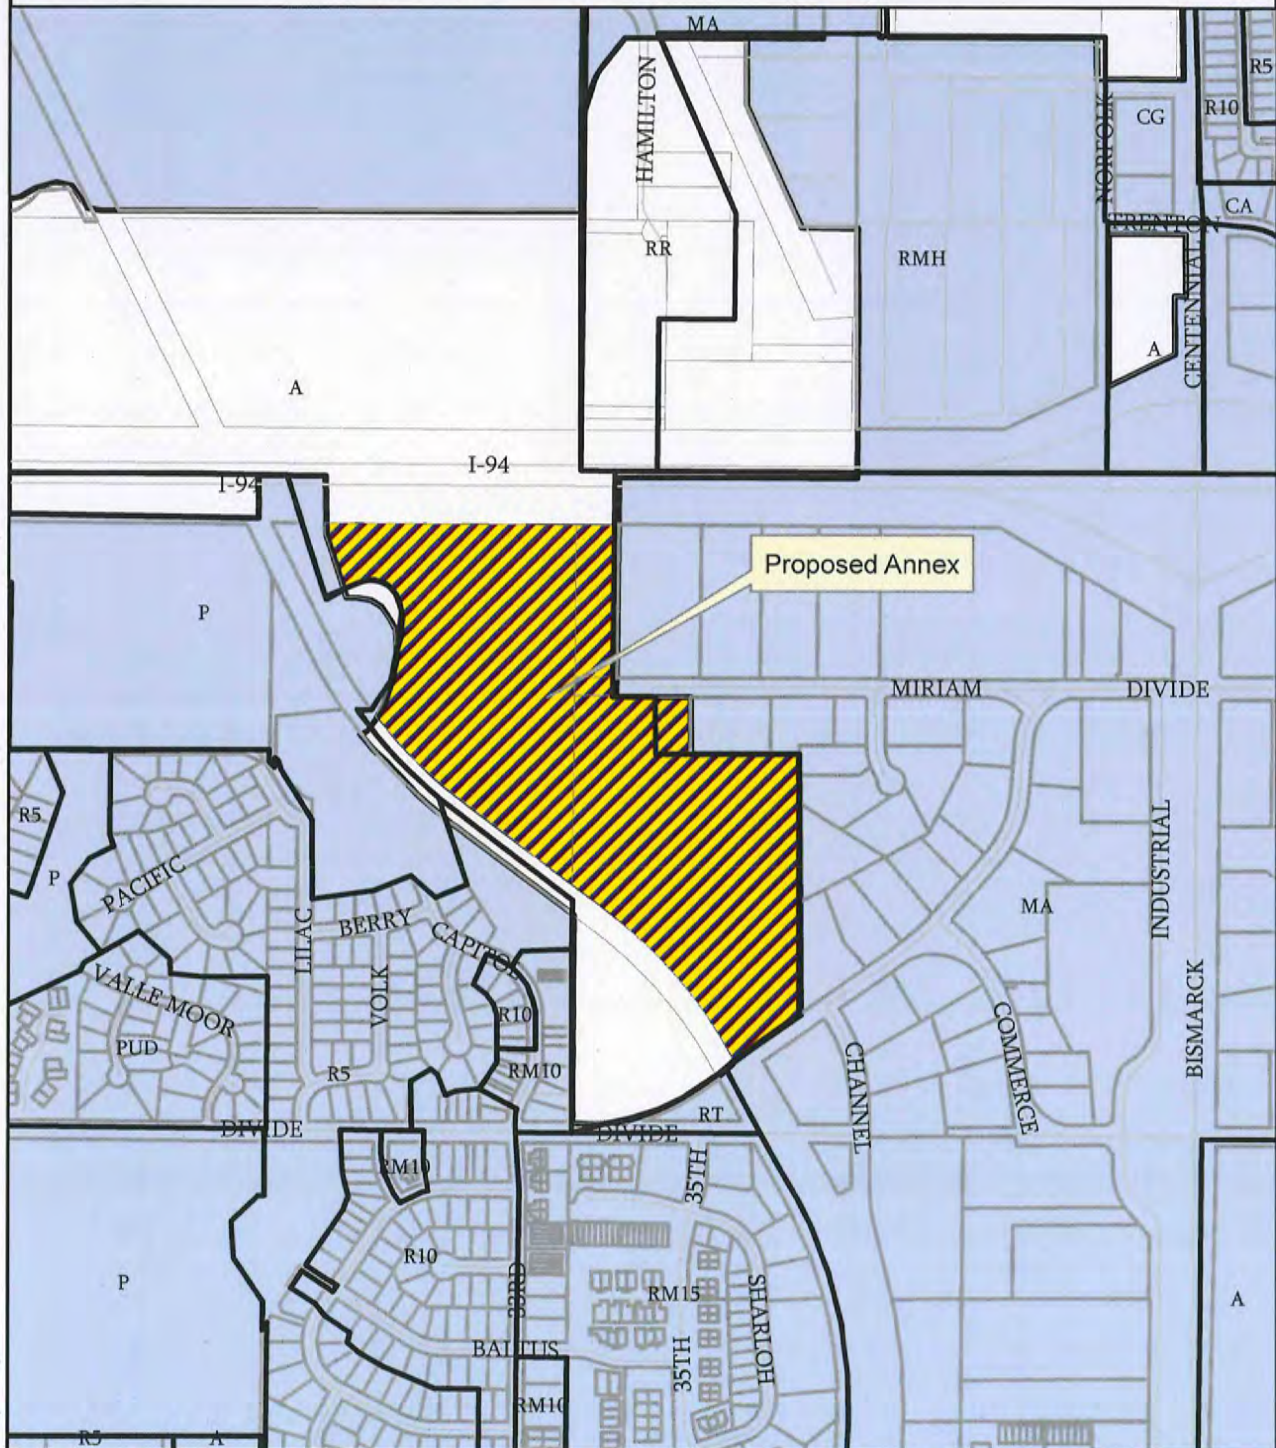 MA
HAMILTON
NORFOLK
R5
R10
CG
CA
TRENTON
RR
RMH
CENTENNIAL
A
A
I-94
I-94
Proposed Annex
P
MIRIAM
DIVIDE
R5
P
PACIFIC
LILAC
BERRY
CAPITOL
VOLK
VALLE MOOR
PUD
R5
R10
RM10
MA
INDUSTRIAL
BISMARCK
COMMERCE
CHANNEL
RT
DIVIDE
DIVIDE
RM10
35TH
R10
P
33RD
RM15
SHARLOH
A
BALTUS
35TH
RM10
R5
A